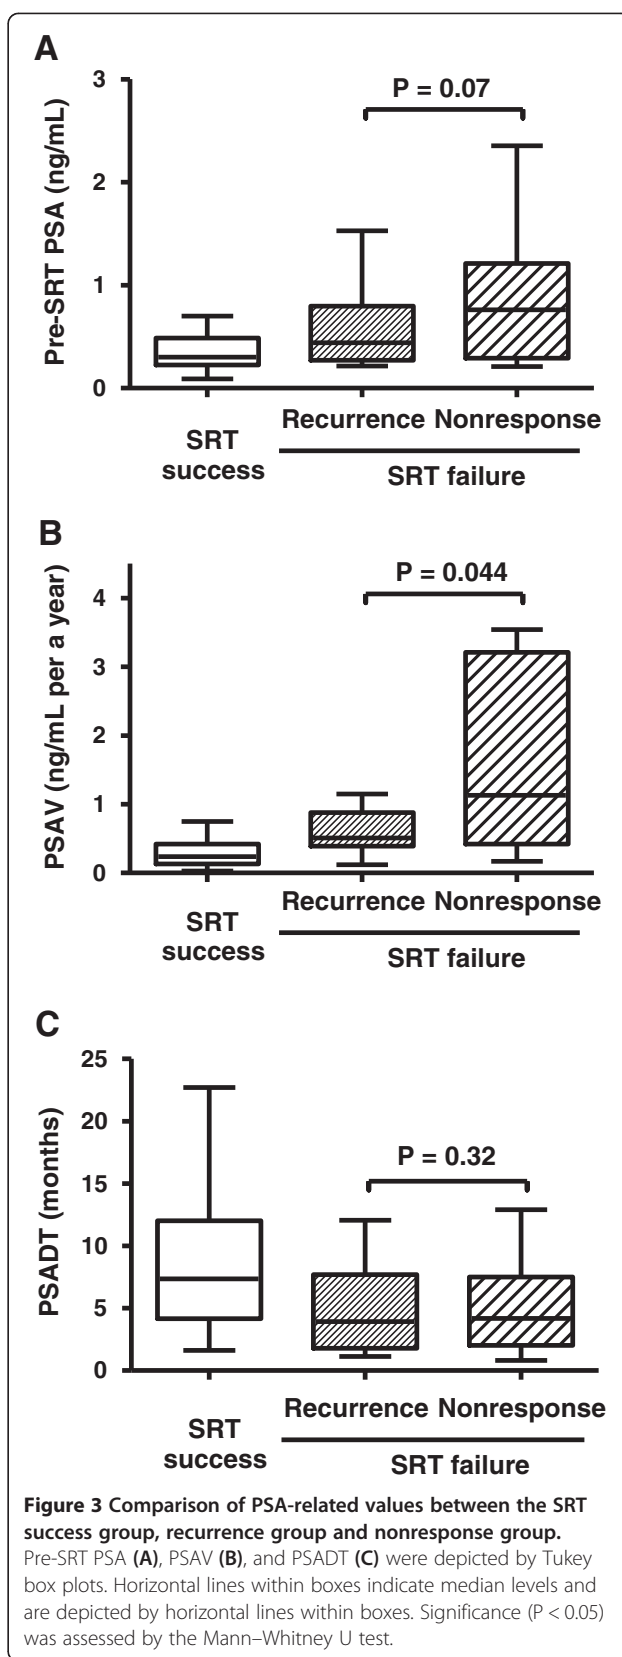 A
Pre-SRT PSA (ng/mL)
3
2
1
0
P = 0.07
SRT
success
Recurrence Nonresponse
SRT failure
B
PSAV (ng/mL per a year)
4
3
2
1
0
P = 0.044
SRT
success
Recurrence Nonresponse
SRT failure
C
PSADT (months)
25
20
15
10
5
0
P = 0.32
SRT
success
Recurrence Nonresponse
SRT failure
Figure 3 Comparison of PSA-related values between the SRT
success group, recurrence group and nonresponse group.
Pre-SRT PSA (A), PSAV (B), and PSADT (C) were depicted by Tukey
box plots. Horizontal lines within boxes indicate median levels and
are depicted by horizontal lines within boxes. Significance (P < 0.05)
was assessed by the Mann–Whitney U test.